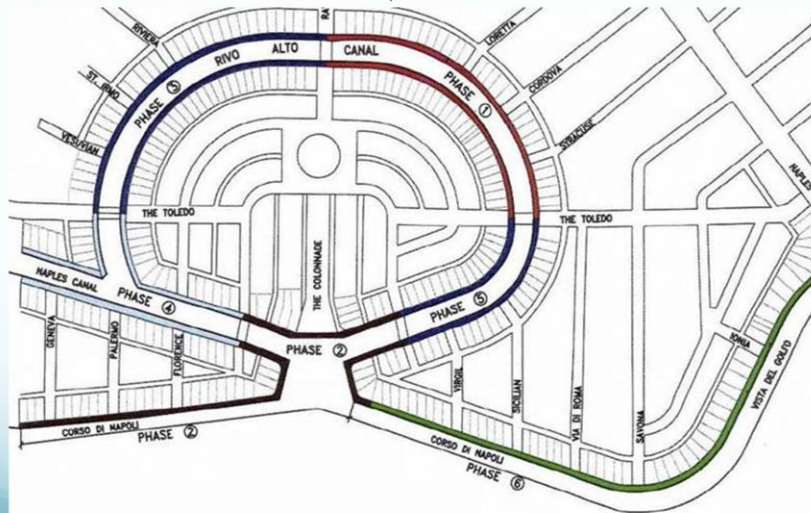 RIVIERA
RA
LORETTA
ST. IRMO
RIVO ALTO CANAL
CORDOVA
PHASE ⑤
PHASE ①
VESUVIAN
SYRACUSE
NAPLES
THE TOLEDO
THE TOLEDO
NAPLES CANAL
THE COLONNADE
PHASE ④
PHASE ⑤
GENEVA
PALERMO
FLORENCE
PHASE ②
IONIA
VIRGIL
SICILIAN
VIA DI ROMA
SAVONA
VISTA DEL GOLFO
CORSO DI NAPOLI
PHASE ②
CORSO DI NAPOLI
PHASE ⑥